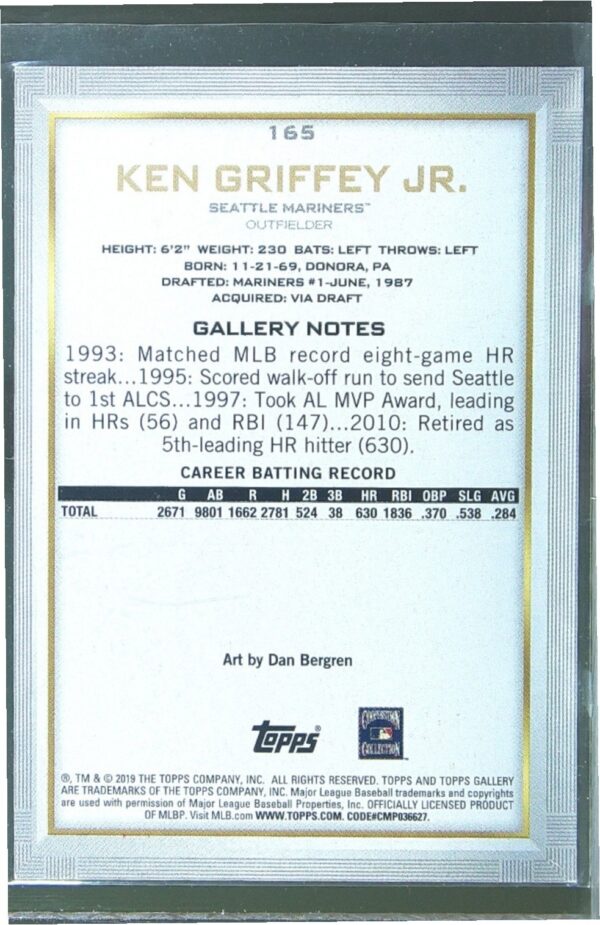 165
KEN GRIFFEY JR.
SEATTLE MARINERS™
OUTFIELDER
HEIGHT: 6'2" WEIGHT: 230 BATS: LEFT THROWS: LEFT
BORN: 11-21-69, DONORA, PA
DRAFTED: MARINERS #1-JUNE, 1987
ACQUIRED: VIA DRAFT
GALLERY NOTES
1993: Matched MLB record eight-game HR
streak...1995: Scored walk-off run to send Seattle
to 1st ALCS...1997: Took AL MVP Award, leading
in HRs (56) and RBI (147)...2010: Retired as
5th-leading HR hitter (630).
CAREER BATTING RECORD
G AB R H 2B 3B HR RBI OBP SLG AVG
TOTAL 2671 9801 1662 2781 524 38 630 1836 .370 .538 .284
Art by Dan Bergren
topps®
COOPERSTOWN
COLLECTION
®, TM & © 2019 THE TOPPS COMPANY, INC. ALL RIGHTS RESERVED. TOPPS AND TOPPS GALLERY
ARE TRADEMARKS OF THE TOPPS COMPANY, INC. Major League Baseball trademarks and copyrights
are used with permission of Major League Baseball Properties, Inc. OFFICIALLY LICENSED PRODUCT
OF MLBP. Visit MLB.com WWW.TOPPS.COM. CODE#CMP036627.